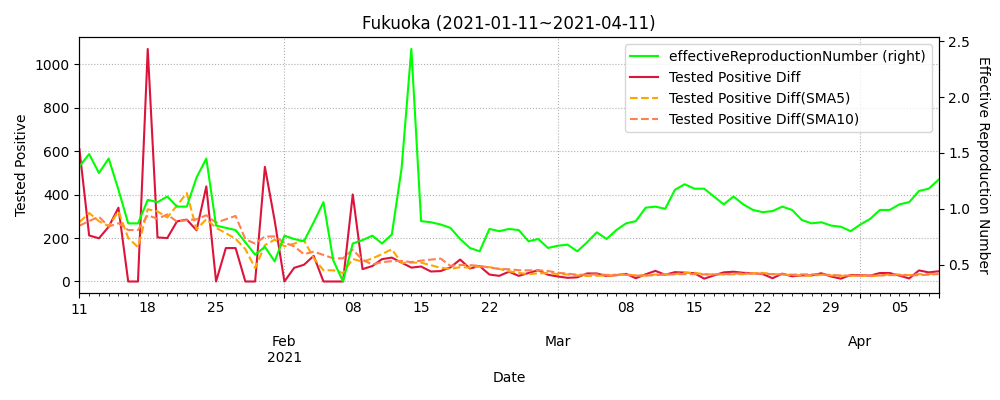 Fukuoka (2021-01-11~2021-04-11)
effectiveReproductionNumber (right)
Tested Positive Diff
Tested Positive Diff(SMA5)
Tested Positive Diff(SMA10)
Tested Positive
1000
800
600
400
200
0
2.5
2.0
1.5
1.0
0.5
Effective Reproduction Number
11 18 25 08 15 22 08 15 22 29 05
Feb Mar Apr
2021
Date